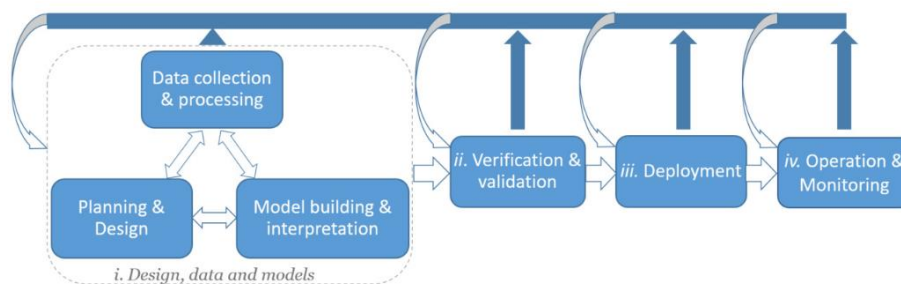 Data collection
& processing
Planning &
Design
Model building &
interpretation
i. Design, data and models
ii. Verification &
validation
iii. Deployment
iv. Operation &
Monitoring